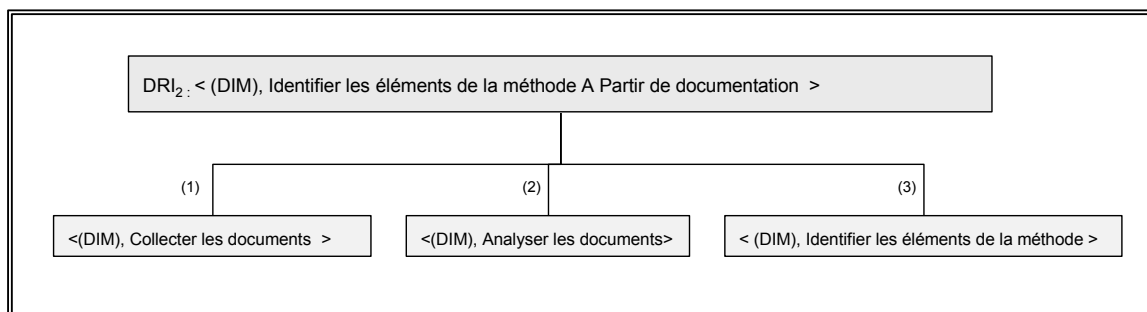 DRI2 : < (DIM), Identifier les éléments de la méthode A Partir de documentation >
(1)
(2)
(3)
<(DIM), Collecter les documents >
<(DIM), Analyser les documents>
< (DIM), Identifier les éléments de la méthode >